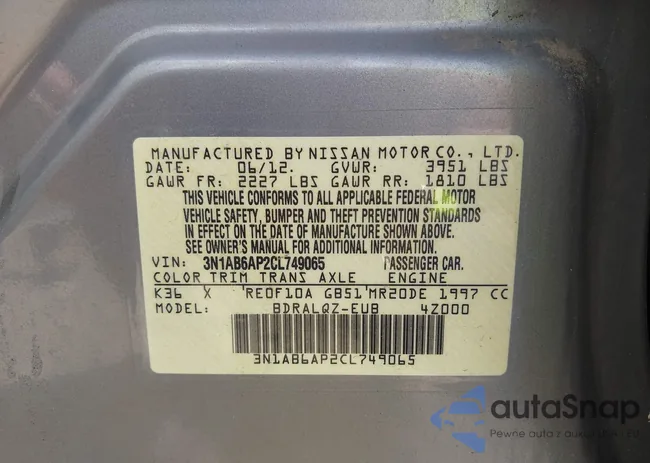 MANUFACTURED BY NISSAN MOTOR CO., LTD.
DATE: 06/12. GVWR: 3951 LBS
GAWR FR: 2227 LBS GAWR RR: 1810 LBS
THIS VEHICLE CONFORMS TO ALL APPLICABLE FEDERAL MOTOR
VEHICLE SAFETY, BUMPER AND THEFT PREVENTION STANDARDS
IN EFFECT ON THE DATE OF MANUFACTURE SHOWN ABOVE.
SEE OWNER'S MANUAL FOR ADDITIONAL INFORMATION.
VIN: 3N1AB6AP2CL749065 PASSENGER CAR.
COLOR TRIM TRANS AXLE ENGINE
K36 X 'RE0F10A GB51'MR20DE 1997 CC
MODEL: BDRALQZ-EUB 4Z000
3N1AB6AP2CL749065
autaSnap
Pewne auta z